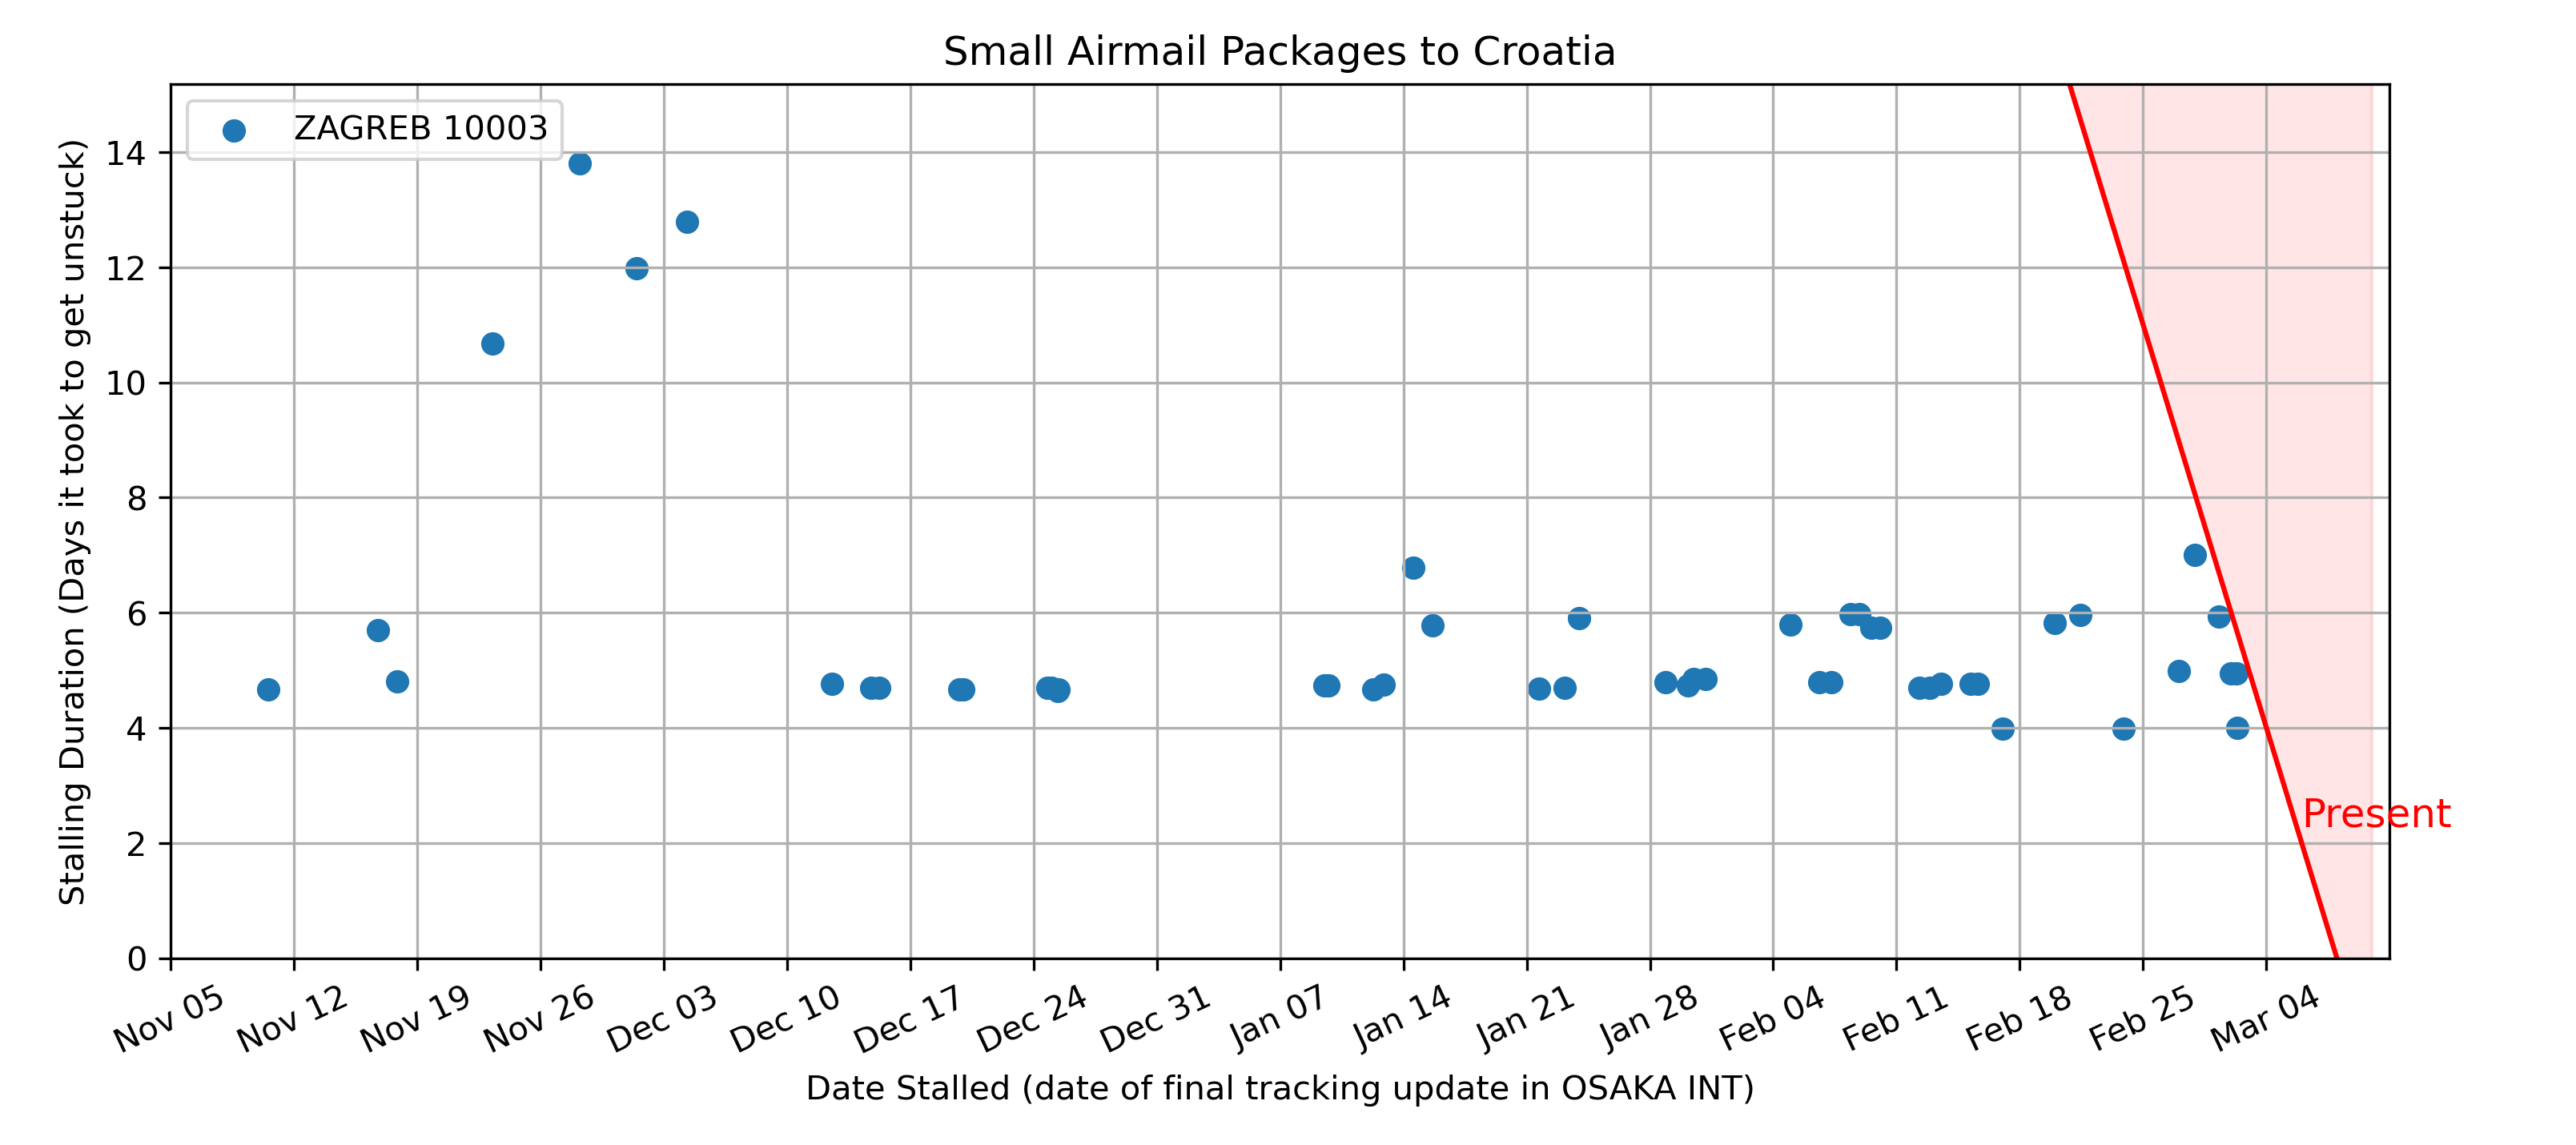 Small Airmail Packages to Croatia
ZAGREB 10003
Stalling Duration (Days it took to get unstuck)
14
12
10
8
6
4
2
0
Present
Nov 05
Nov 12
Nov 19
Nov 26
Dec 03
Dec 10
Dec 17
Dec 24
Dec 31
Jan 07
Jan 14
Jan 21
Jan 28
Feb 04
Feb 11
Feb 18
Feb 25
Mar 04
Date Stalled (date of final tracking update in OSAKA INT)